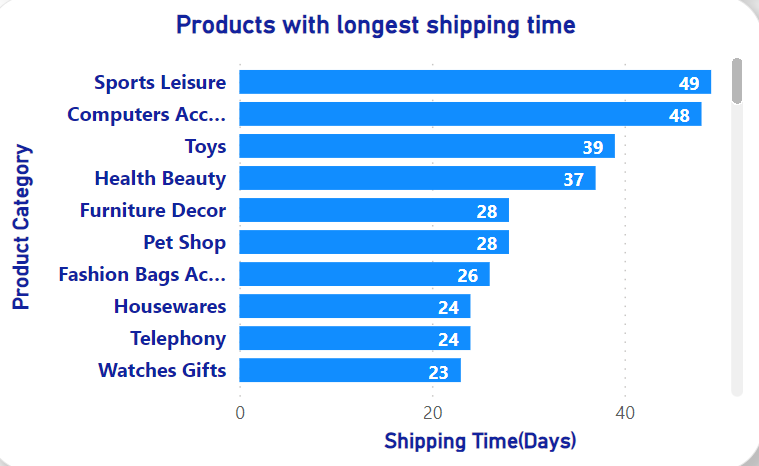 Products with longest shipping time
Product Category
Sports Leisure 49
Computers Acc... 48
Toys 39
Health Beauty 37
Furniture Decor 28
Pet Shop 28
Fashion Bags Ac... 26
Housewares 24
Telephony 24
Watches Gifts 23
0 20 40
Shipping Time(Days)